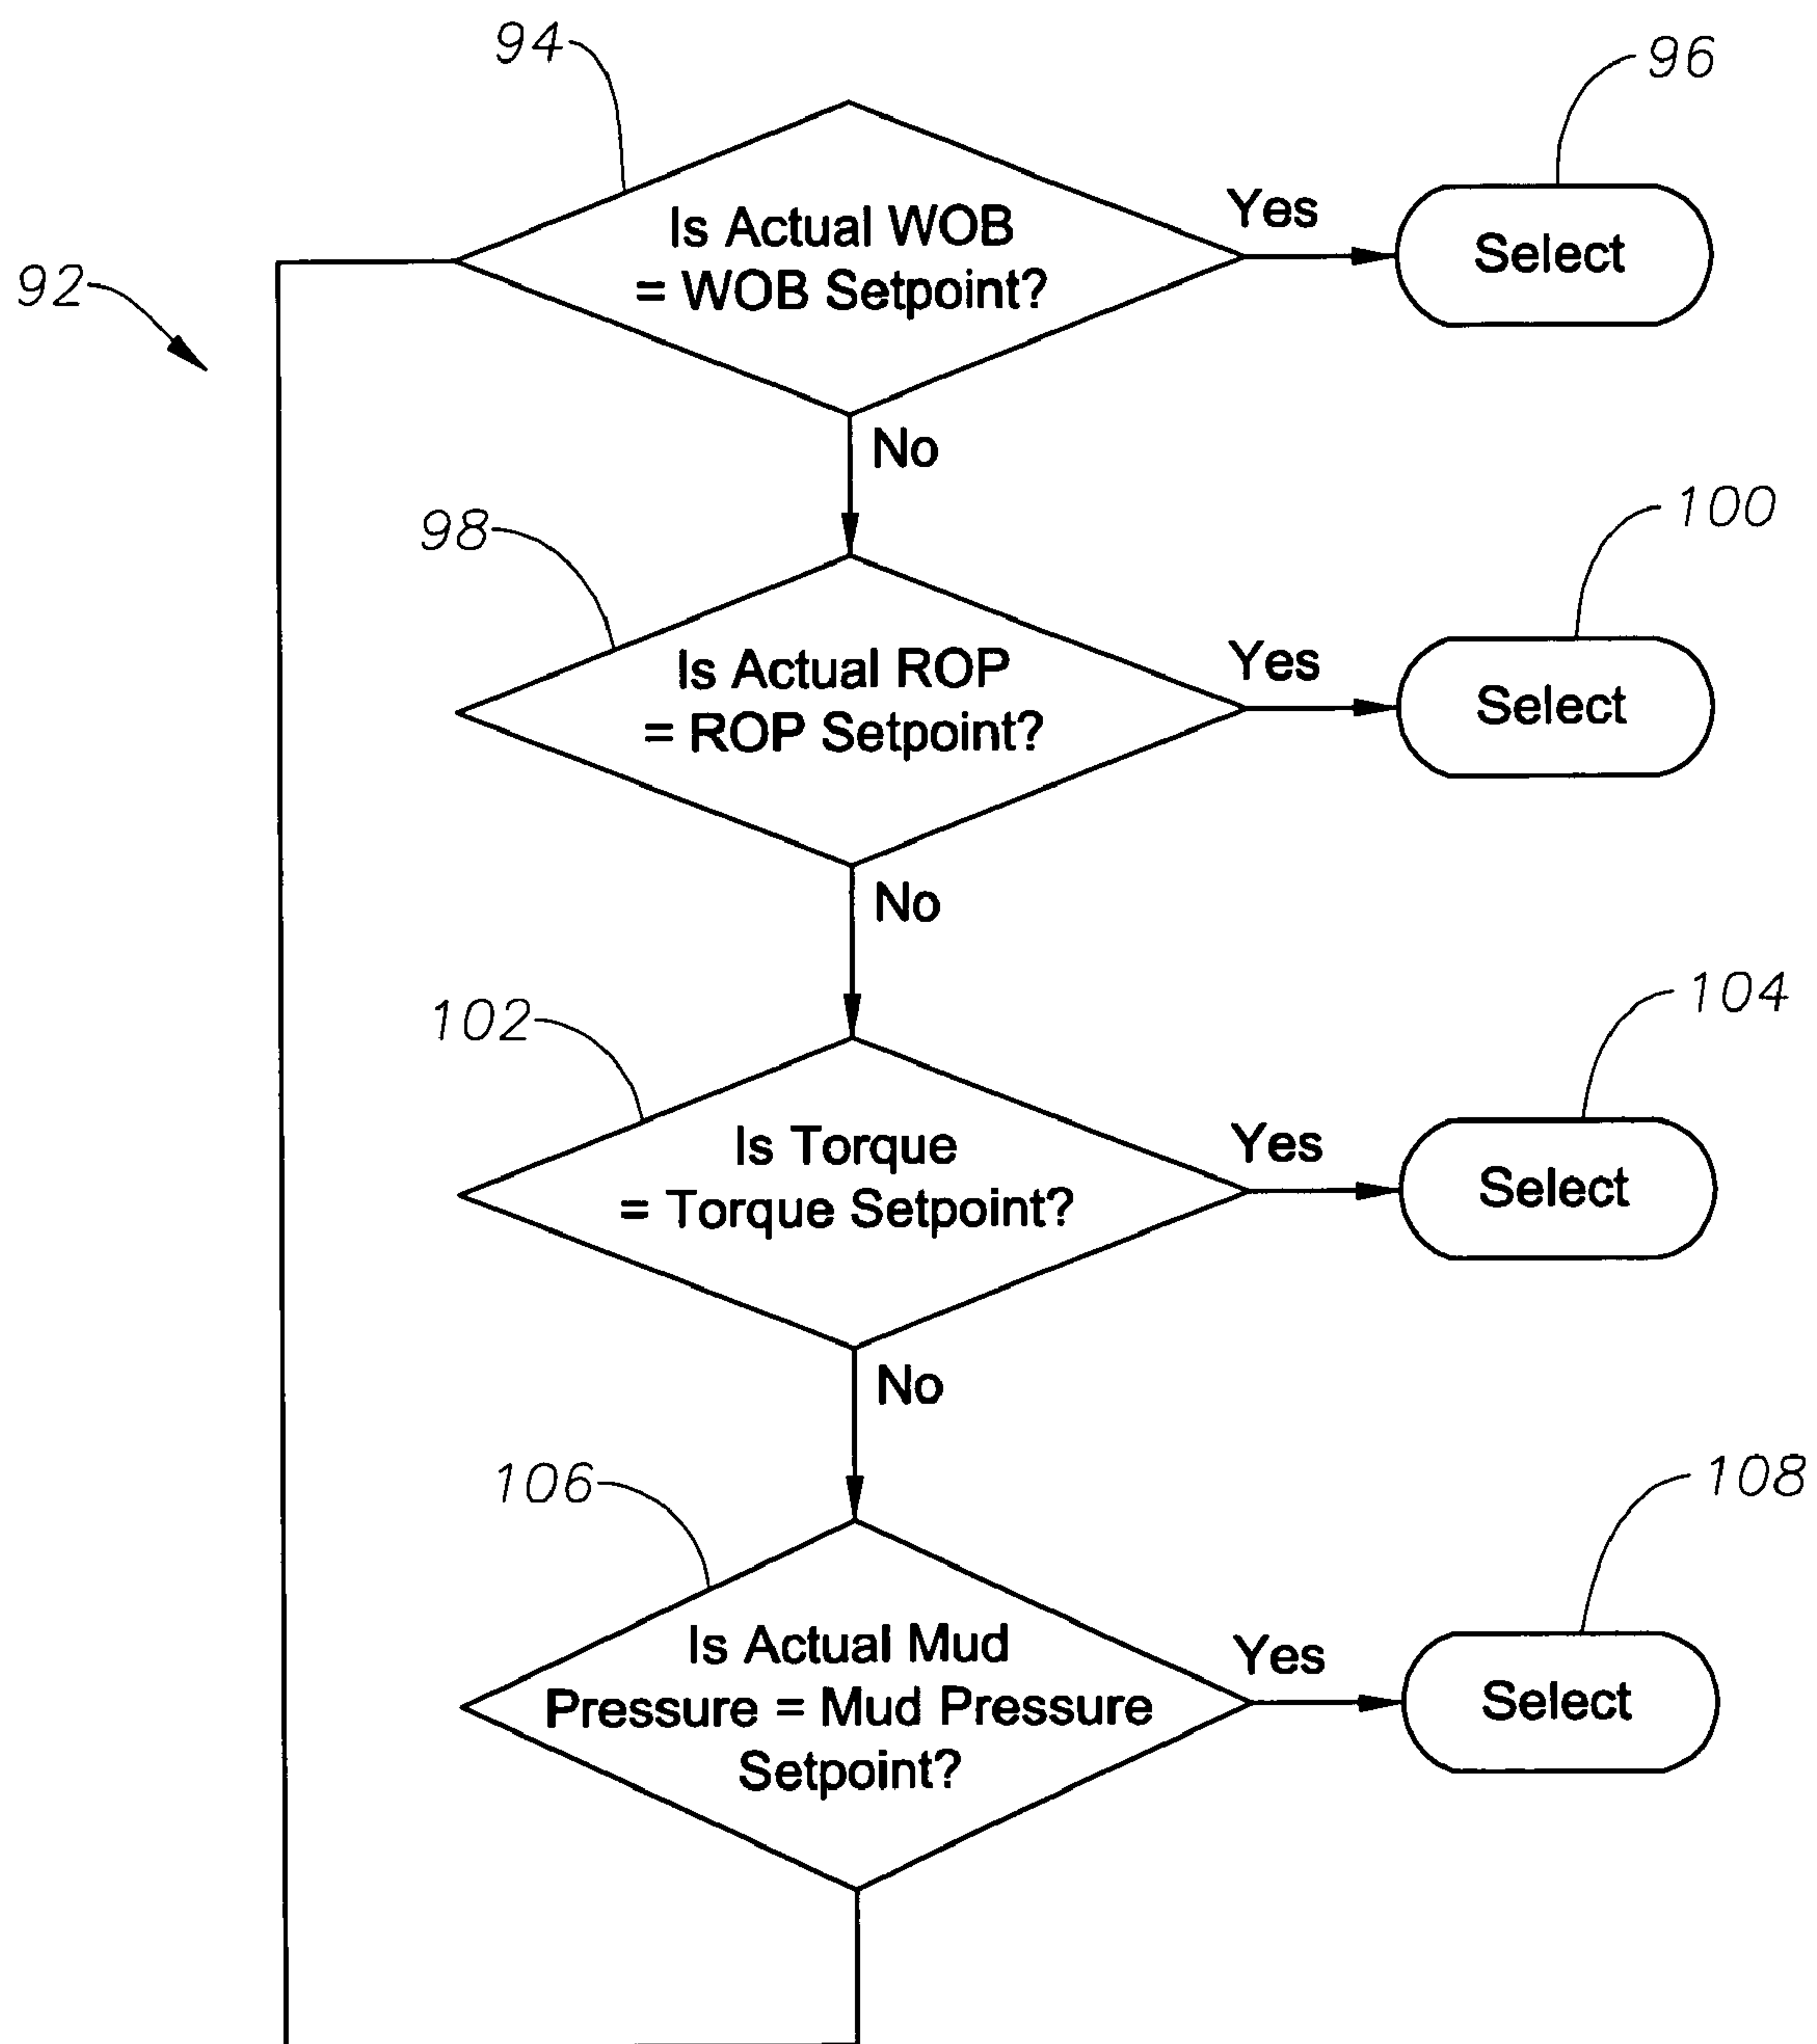 94
96
92
Is Actual WOB
= WOB Setpoint?
Yes
Select
No
98
100
Is Actual ROP
= ROP Setpoint?
Yes
Select
No
102
104
Is Torque
= Torque Setpoint?
Yes
Select
No
106
108
Is Actual Mud
Pressure = Mud Pressure
Setpoint?
Yes
Select